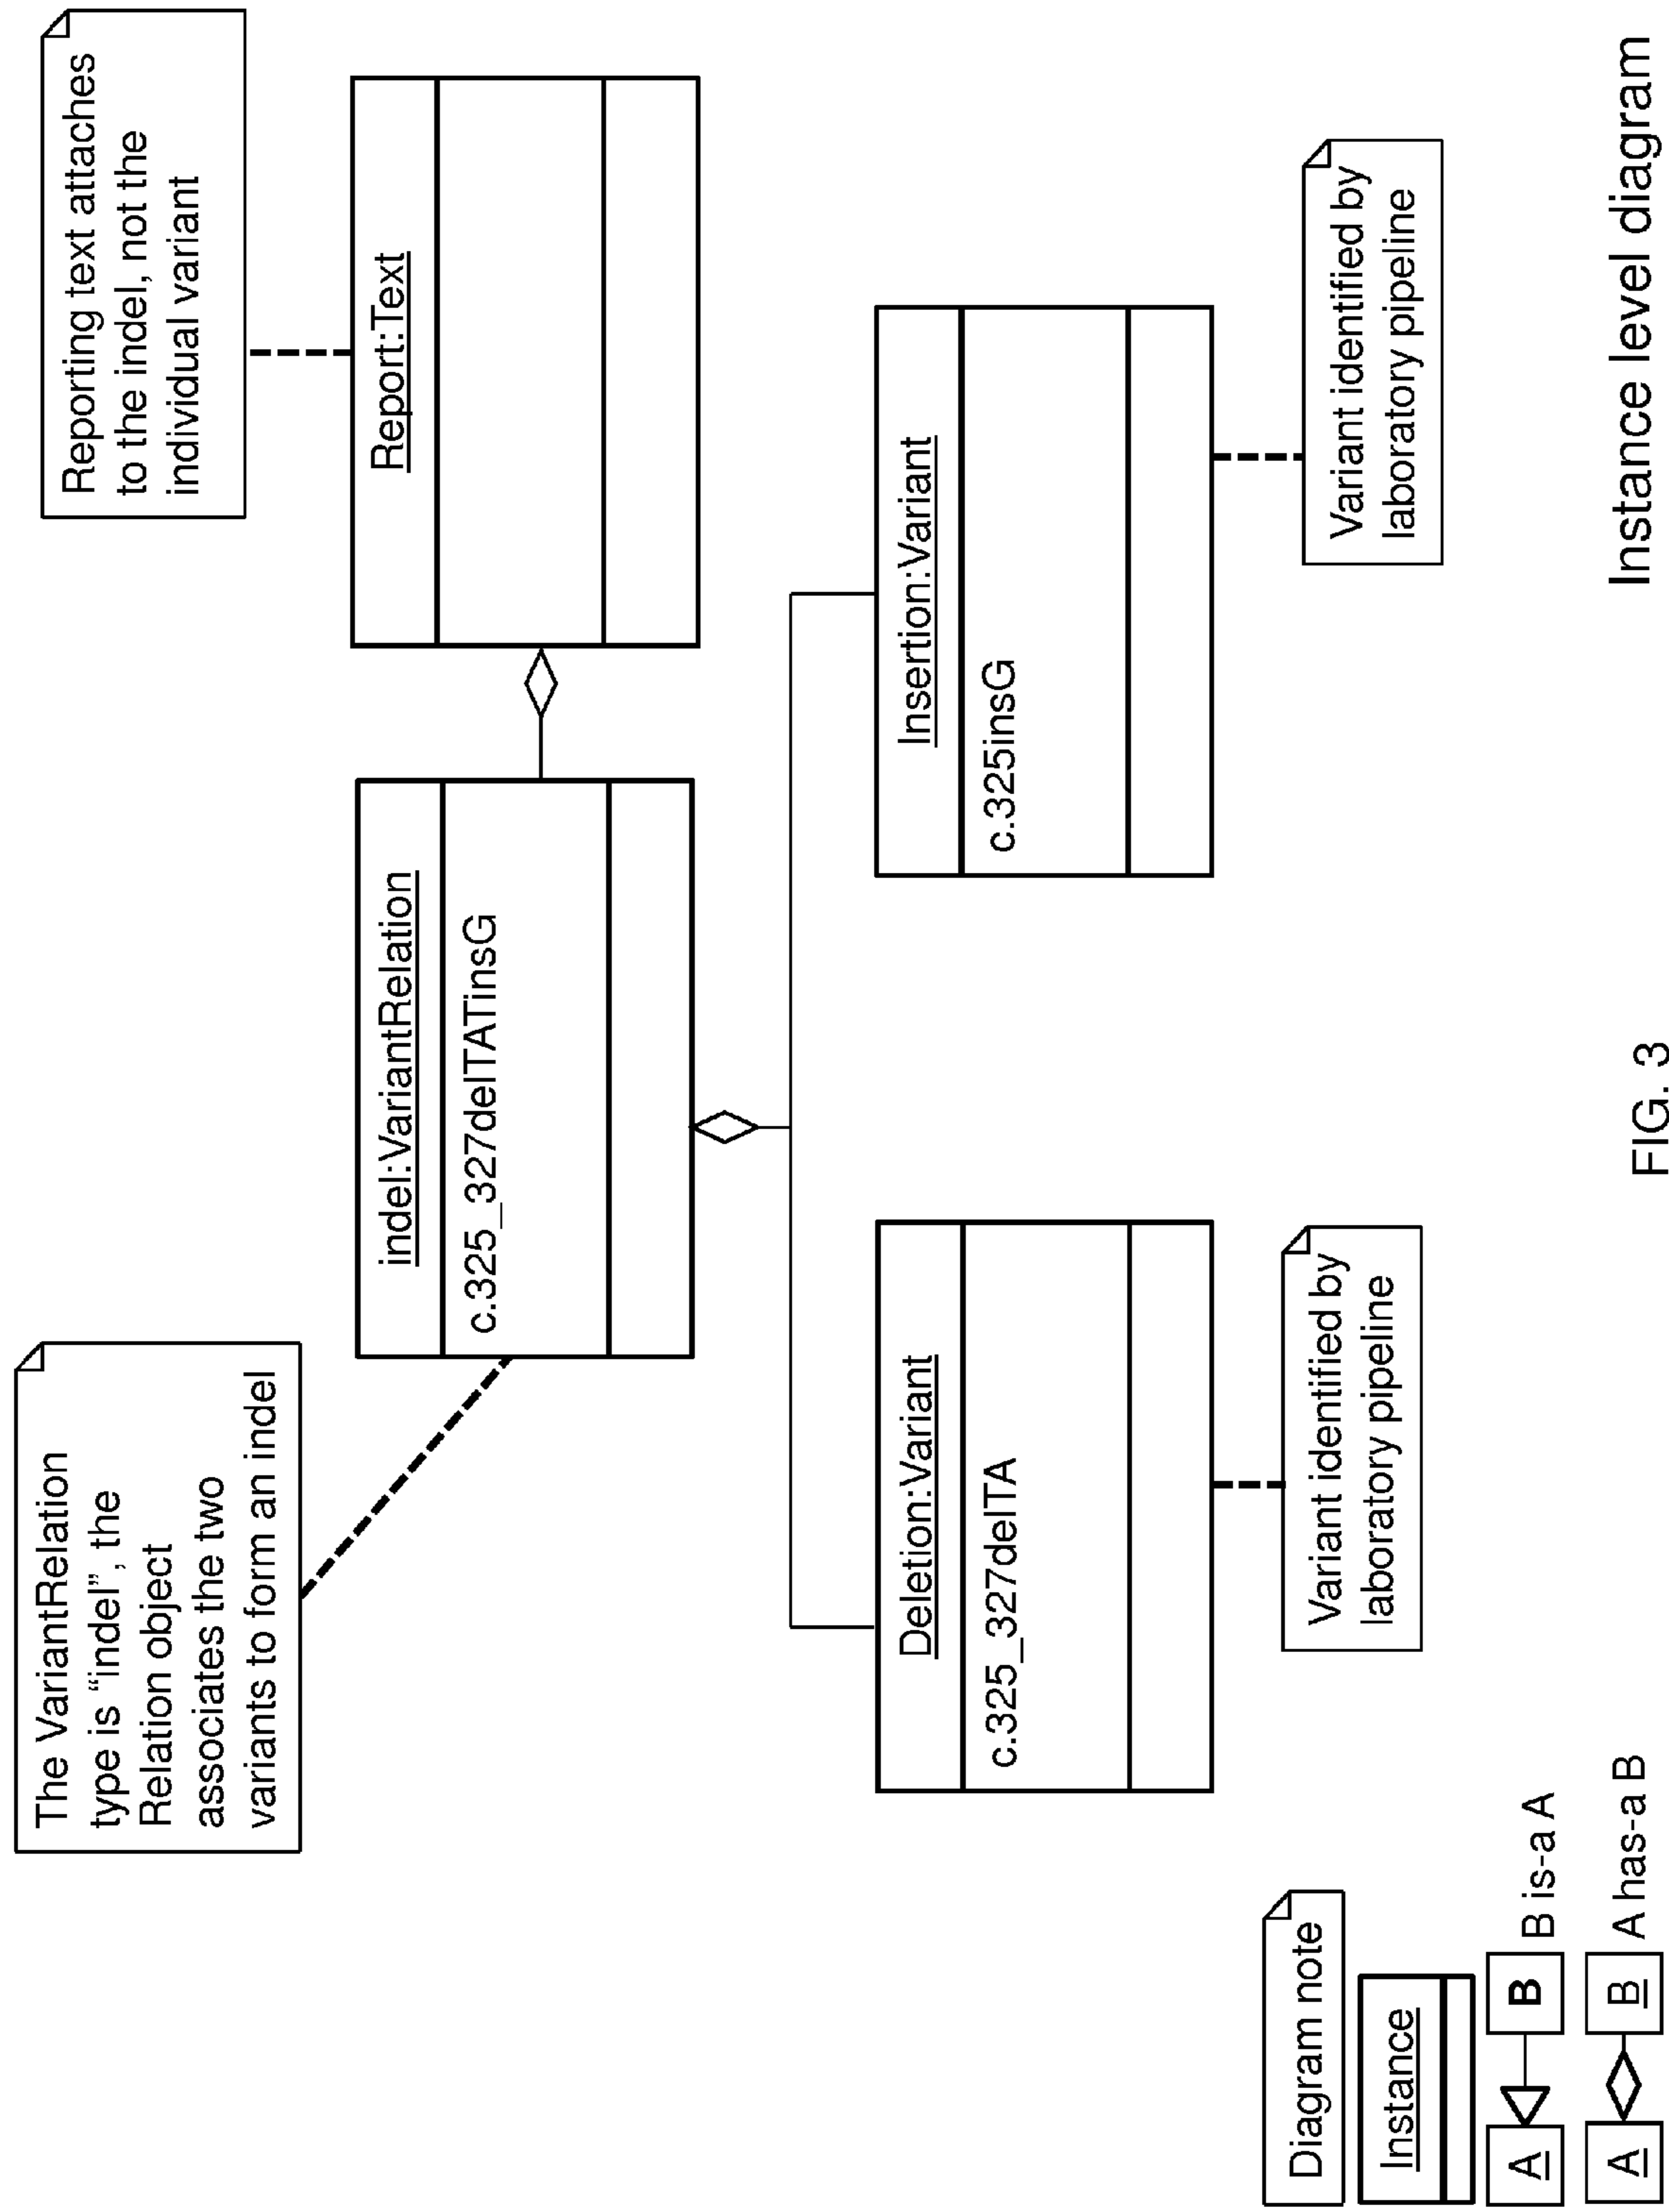 The VariantRelation
type is “indel”, the
Relation object
associates the two
variants to form an indel
Reporting text attaches
to the indel, not the
individual variant
indel:VariantRelation
c.325_327delTATinsG
Report:Text
Deletion:Variant
c.325_327delTA
Insertion:Variant
c.325insG
Variant identified by
laboratory pipeline
Variant identified by
laboratory pipeline
Diagram note
Instance
A
B
B is-a A
A
B
A has-a B
FIG. 3
Instance level diagram